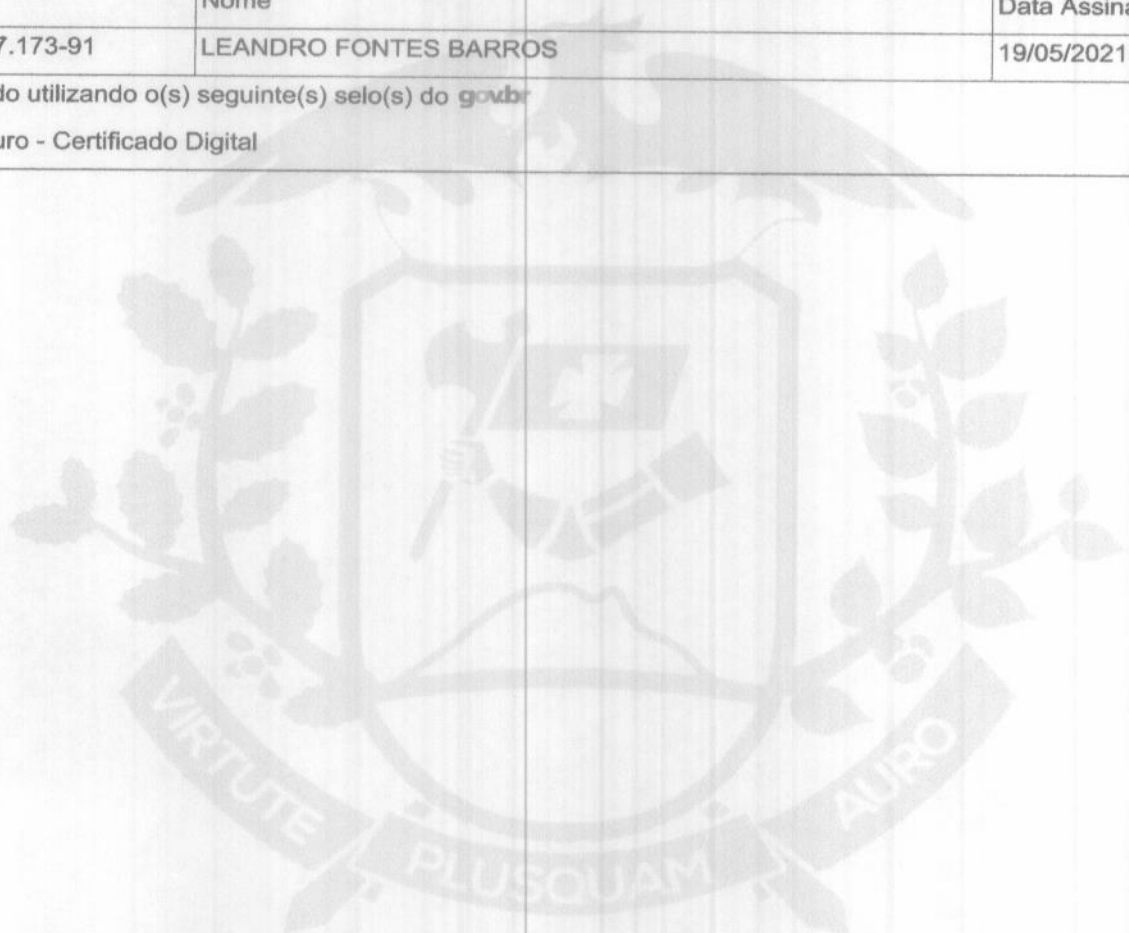 Nome Data Assina
7.173-91 LEANDRO FONTES BARROS 19/05/2021
do utilizando o(s) seguinte(s) selo(s) do gov.br
uro - Certificado Digital
VIRTUTE PLUSQUAM AURO